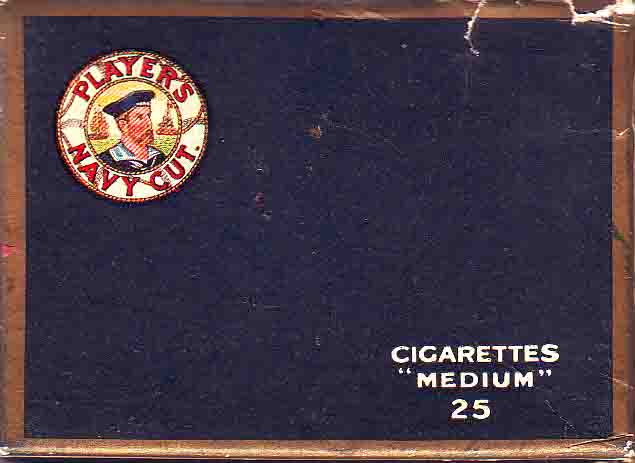 PLAYER'S
NAVY CUT.
CIGARETTES
"MEDIUM"
25